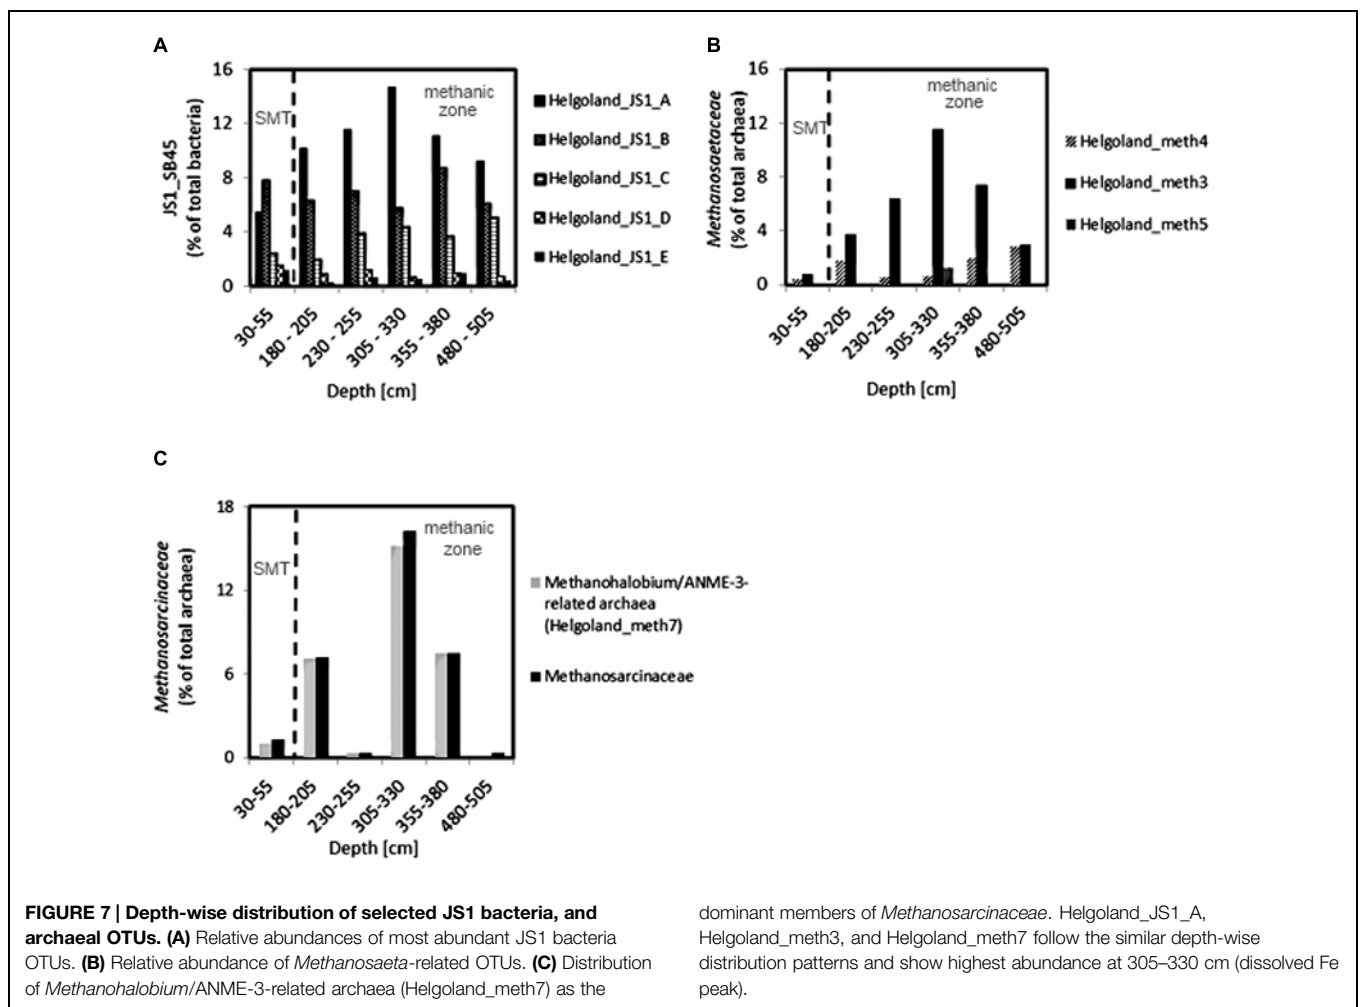 A
16
12
8
4
0
JS1_SB45
(% of total bacteria)
SMT
methanic
zone
30-55
180 - 205
230 - 255
305 - 330
355 - 380
480 - 505
Depth [cm]
Helgoland_JS1_A
Helgoland_JS1_B
Helgoland_JS1_C
Helgoland_JS1_D
Helgoland_JS1_E
B
16
12
8
4
0
Methanosaetaceae
(% of total archaea)
SMT
methanic
zone
30-55
180-205
230-255
305-330
355-380
480-505
Depth [cm]
Helgoland_meth4
Helgoland_meth3
Helgoland_meth5
C
18
12
6
0
Methanosarcinaceae
(% of total archaea)
SMT
methanic
zone
30-55
180-205
230-255
305-330
355-380
480-505
Depth [cm]
Methanohalobium/ANME-3-
related archaea
(Helgoland_meth7)
Methanosarcinaceae
FIGURE 7 | Depth-wise distribution of selected JS1 bacteria, and
archaeal OTUs. (A) Relative abundances of most abundant JS1 bacteria
OTUs. (B) Relative abundance of Methanosaeta-related OTUs. (C) Distribution
of Methanohalobium/ANME-3-related archaea (Helgoland_meth7) as the
dominant members of Methanosarcinaceae. Helgoland_JS1_A,
Helgoland_meth3, and Helgoland_meth7 follow the similar depth-wise
distribution patterns and show highest abundance at 305–330 cm (dissolved Fe
peak).